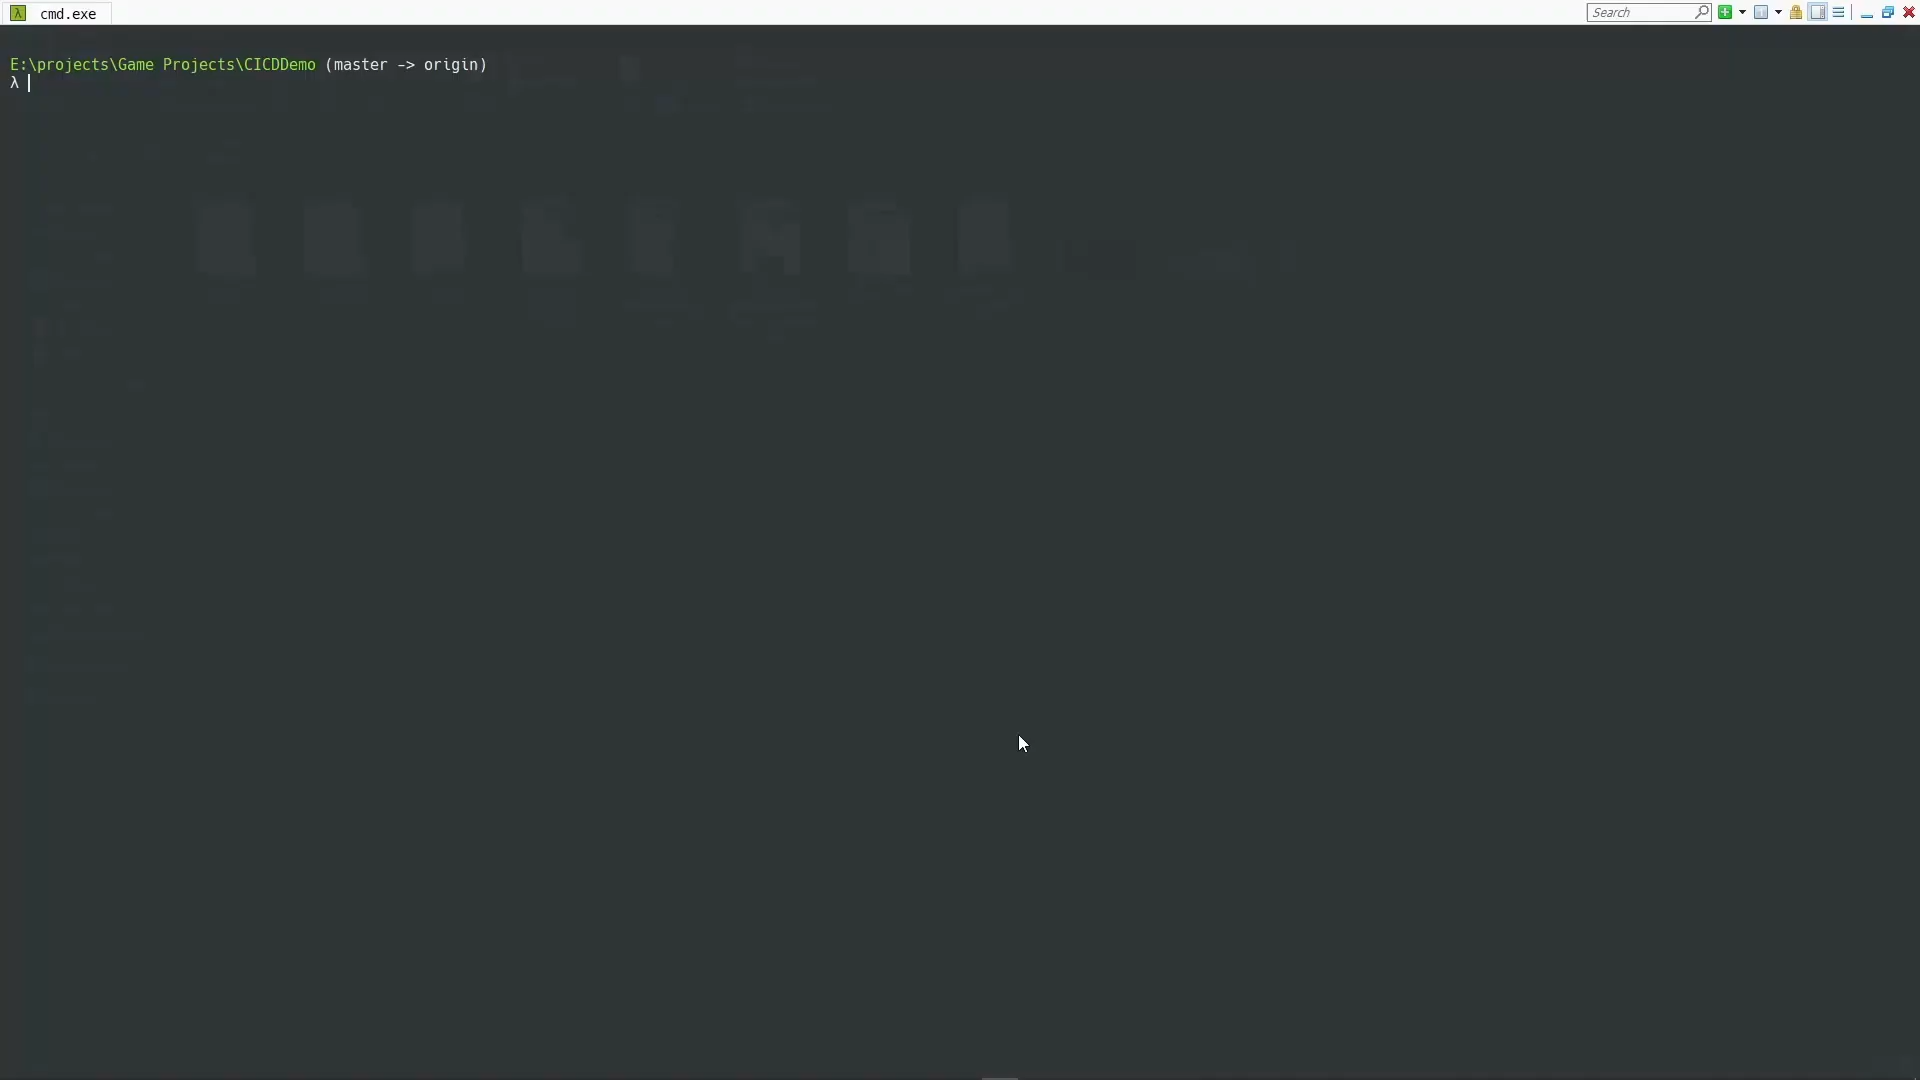 λ cmd.exe
Search
E:\projects\Game Projects\CICDDemo (master -> origin)
λ